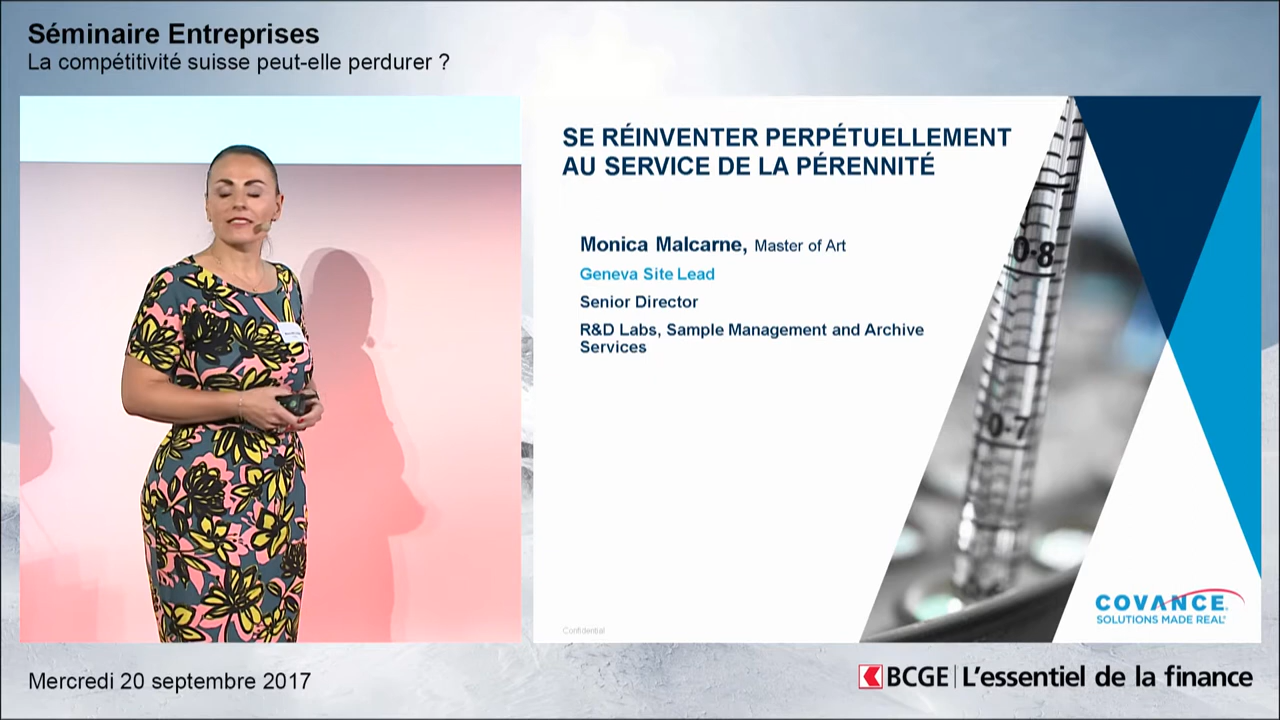 Séminaire Entreprises
La compétitivité suisse peut-elle perdurer ?
SE RÉINVENTER PERPÉTUELLEMENT
AU SERVICE DE LA PÉRENNITÉ
Monica Malcarne, Master of Art
Geneva Site Lead
Senior Director
R&D Labs, Sample Management and Archive
Services
0-8
0-7
Confidential
COVANCE
SOLUTIONS MADE REAL®
Mercredi 20 septembre 2017
BCGE | L'essentiel de la finance